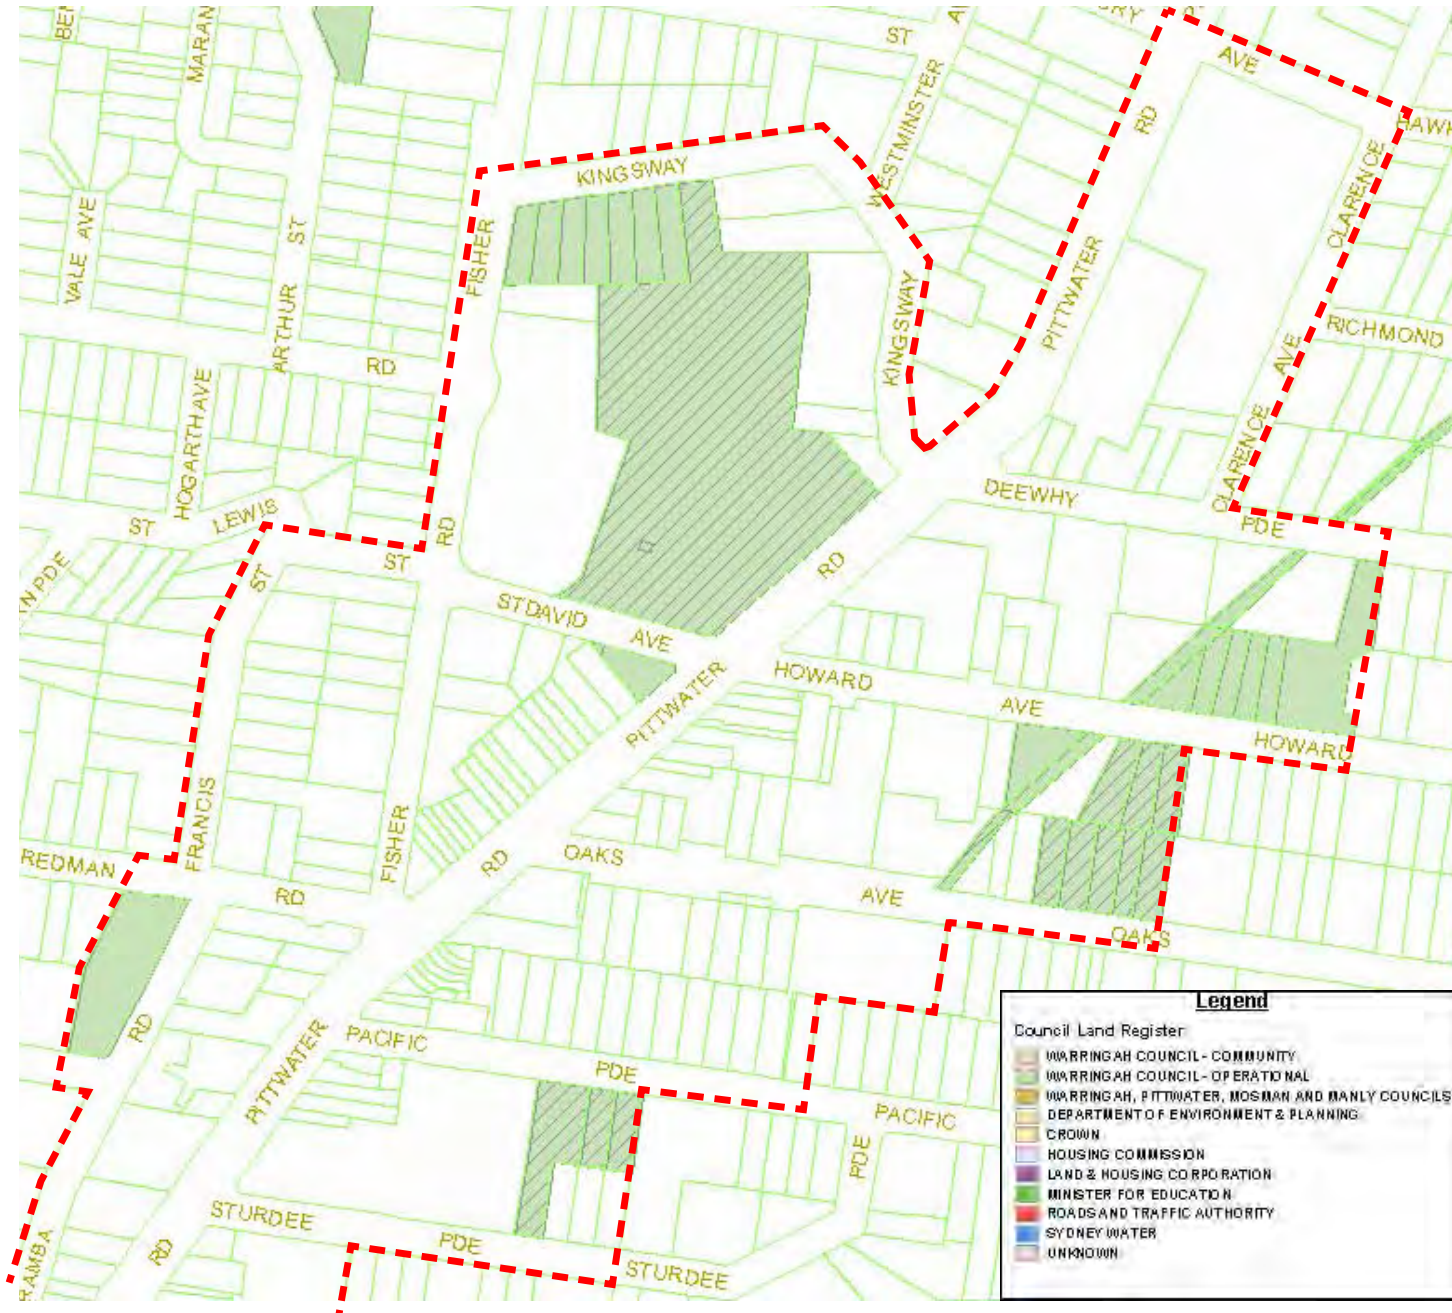 ST
AVE
MARAN
KINGSWAY
WESTMINSTER
RD
CLARENCE
VALE AVE
ST
FISHER
PITTWATER
ARTHUR
KINGSWAY
AVE
RICHMOND
RD
HOGARTH AVE
CLARENCE
DEEWHY
PDE
ST
LEWIS
RD
ST
ST
N PDE
RD
ST DAVID
AVE
HOWARD
AVE
HOWARD
PITTWATER
FRANCIS
FISHER
REDMAN
RD
RD
OAKS
AVE
OAKS
RD
PITTWATER
PACIFIC
PDE
PACIFIC
PDE
STURDEE
PDE
STURDEE
RD
RAMBA
Legend
Council Land Register
WARRINGAH COUNCIL - COMMUNITY
WARRINGAH COUNCIL - OPERATIONAL
WARRINGAH, PITTWATER, MOSMAN AND MANLY COUNCILS
DEPARTMENT OF ENVIRONMENT & PLANNING
CROWN
HOUSING COMMISSION
LAND & HOUSING CORPORATION
MINISTER FOR EDUCATION
ROADS AND TRAFFIC AUTHORITY
SYDNEY WATER
UNKNOWN